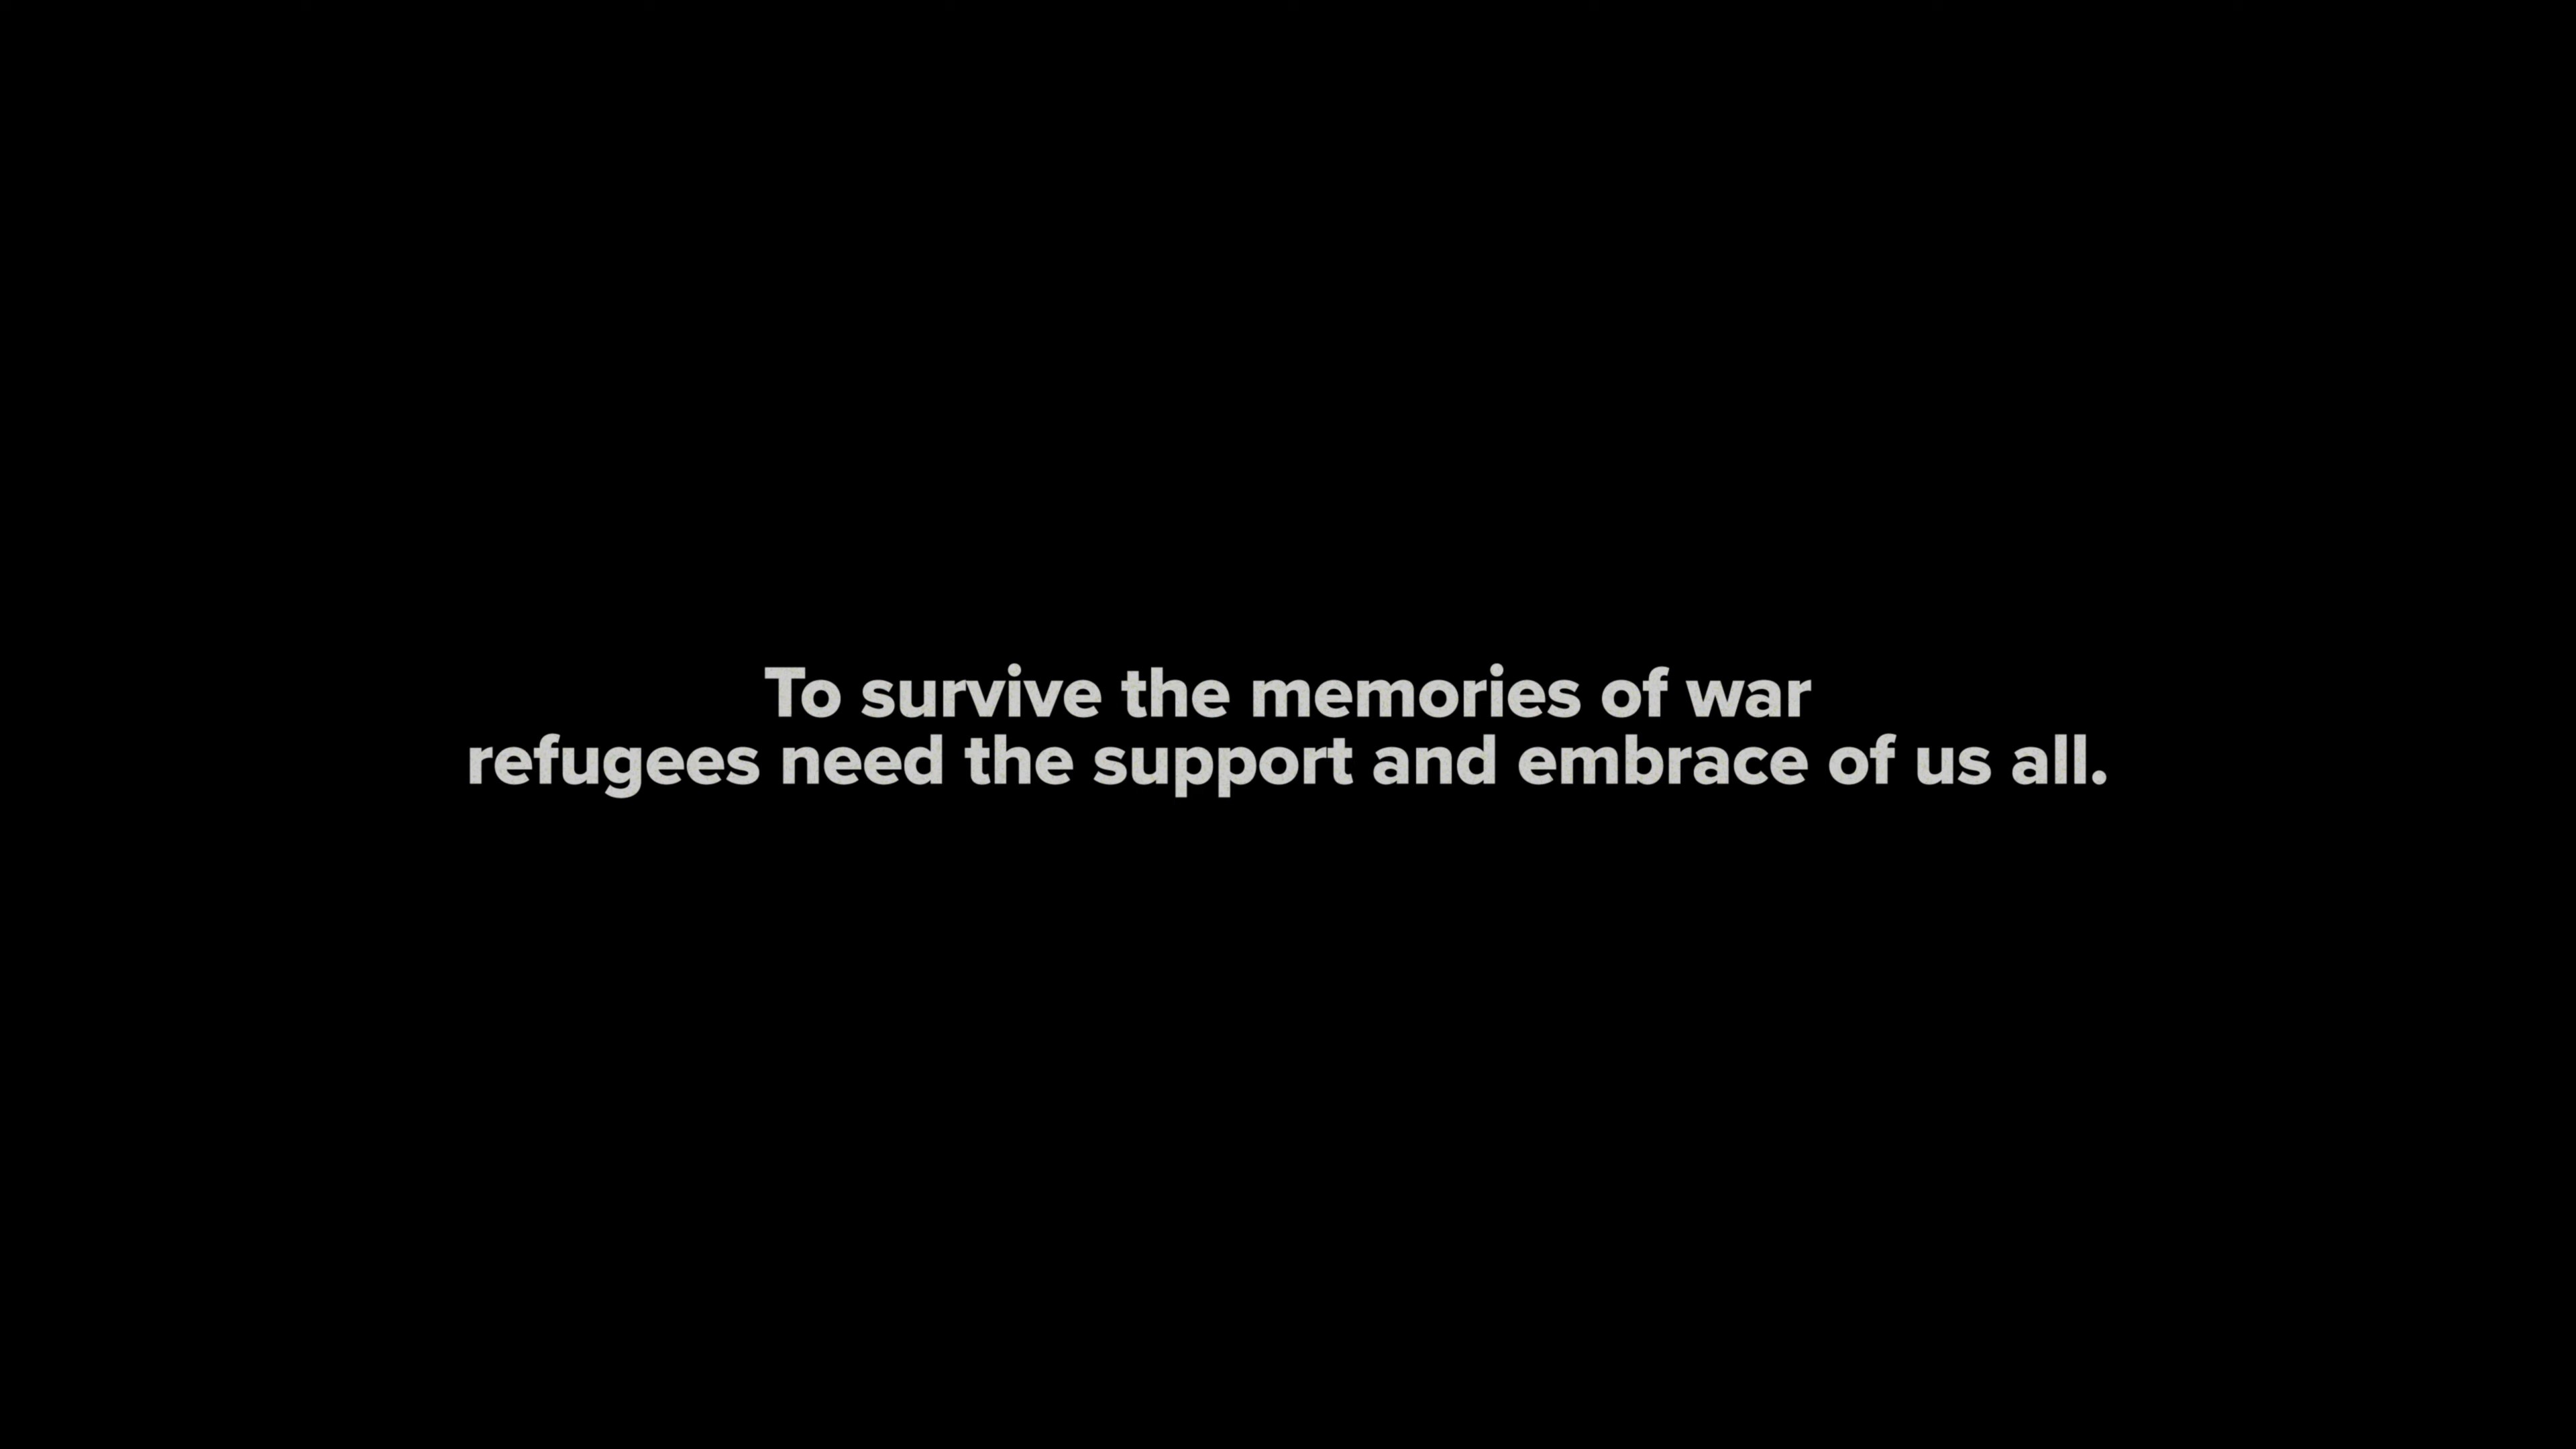 To survive the memories of war
refugees need the support and embrace of us all.